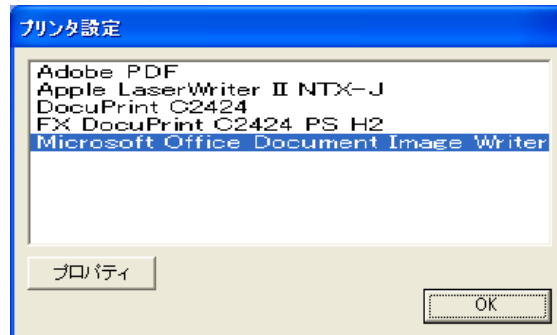 プリンタ設定
Adobe PDF
Apple LaserWriter Ⅱ NTX-J
DocuPrint C2424
FX DocuPrint C2424 PS H2
Microsoft Office Document Image Writer
プロパティ
OK